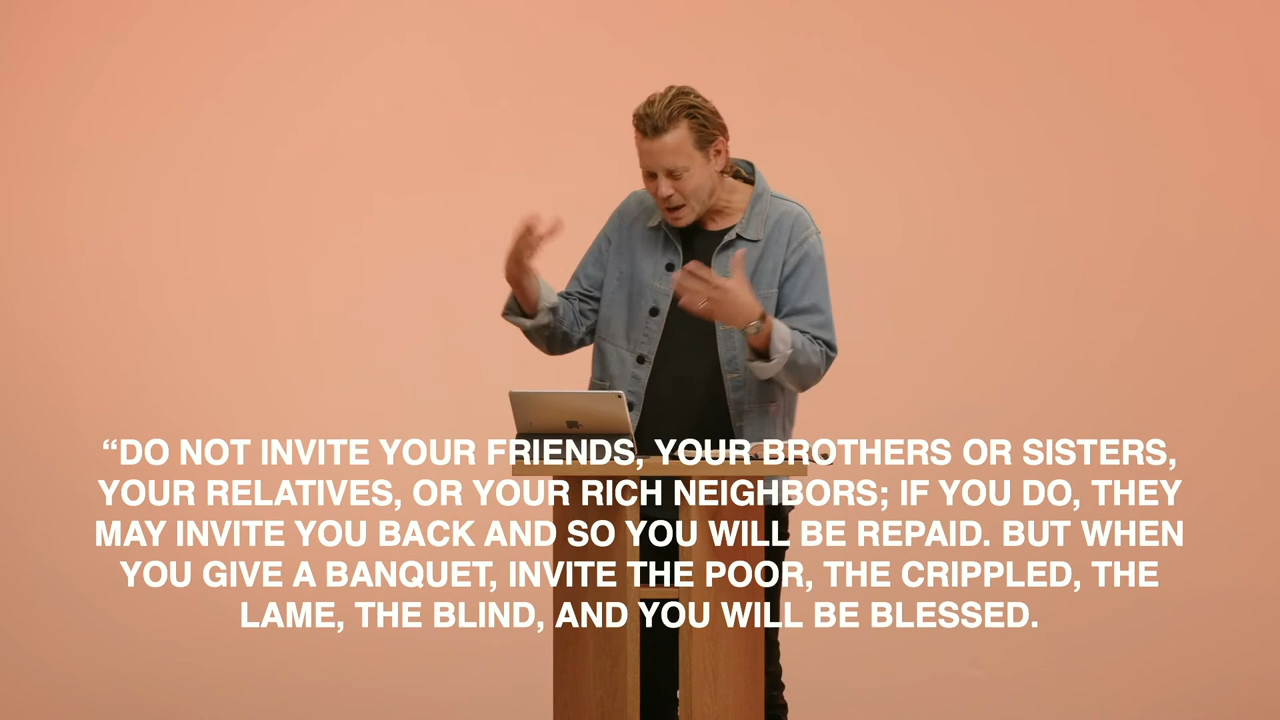 “DO NOT INVITE YOUR FRIENDS, YOUR BROTHERS OR SISTERS,
YOUR RELATIVES, OR YOUR RICH NEIGHBORS; IF YOU DO, THEY
MAY INVITE YOU BACK AND SO YOU WILL BE REPAID. BUT WHEN
YOU GIVE A BANQUET, INVITE THE POOR, THE CRIPPLED, THE
LAME, THE BLIND, AND YOU WILL BE BLESSED.